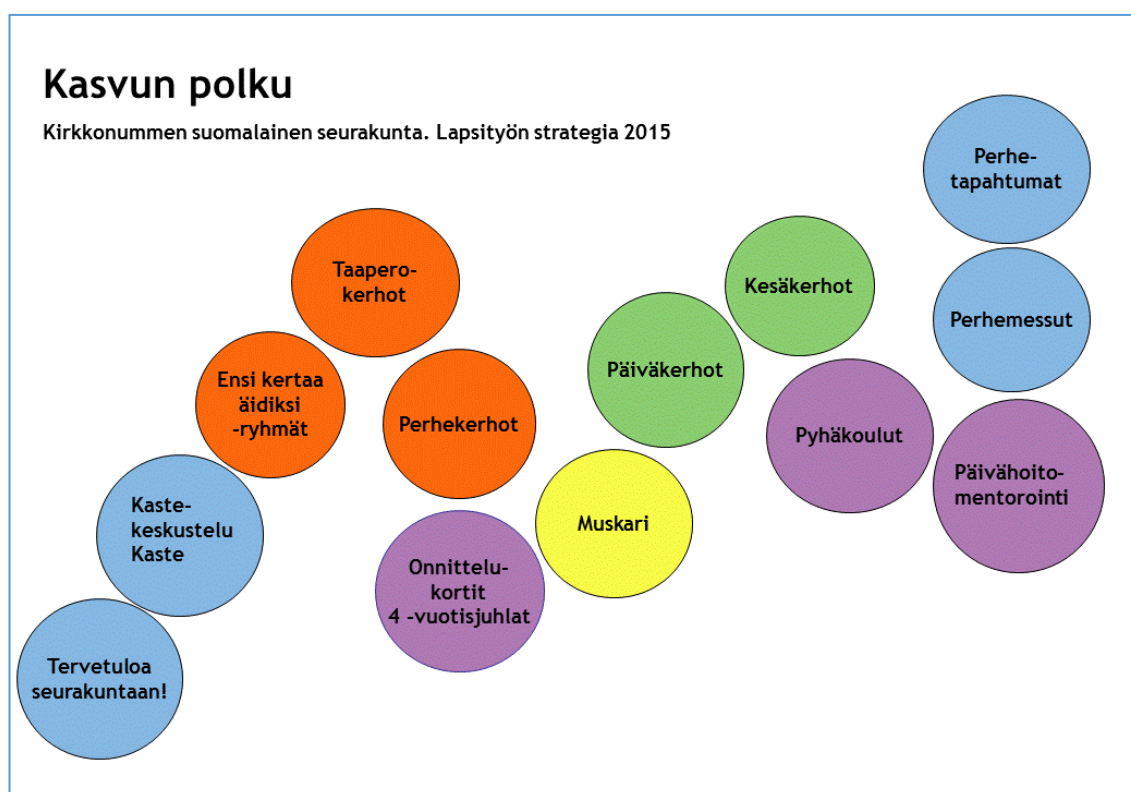 Kasvun polku
Kirkkonummen suomalainen seurakunta. Lapsityön strategia 2015
Tervetuloa
seurakuntaan!
Kaste-
keskustelu
Kaste
Ensi kertaa
äidiksi
-ryhmät
Taapero-
kerhot
Perhekerhot
Onnittelu-
kortit
4 -vuotisjuhlat
Muskari
Päiväkerhot
Kesäkerhot
Pyhäkoulut
Päivähoito-
mentorointi
Perhemessut
Perhe-
tapahtumat